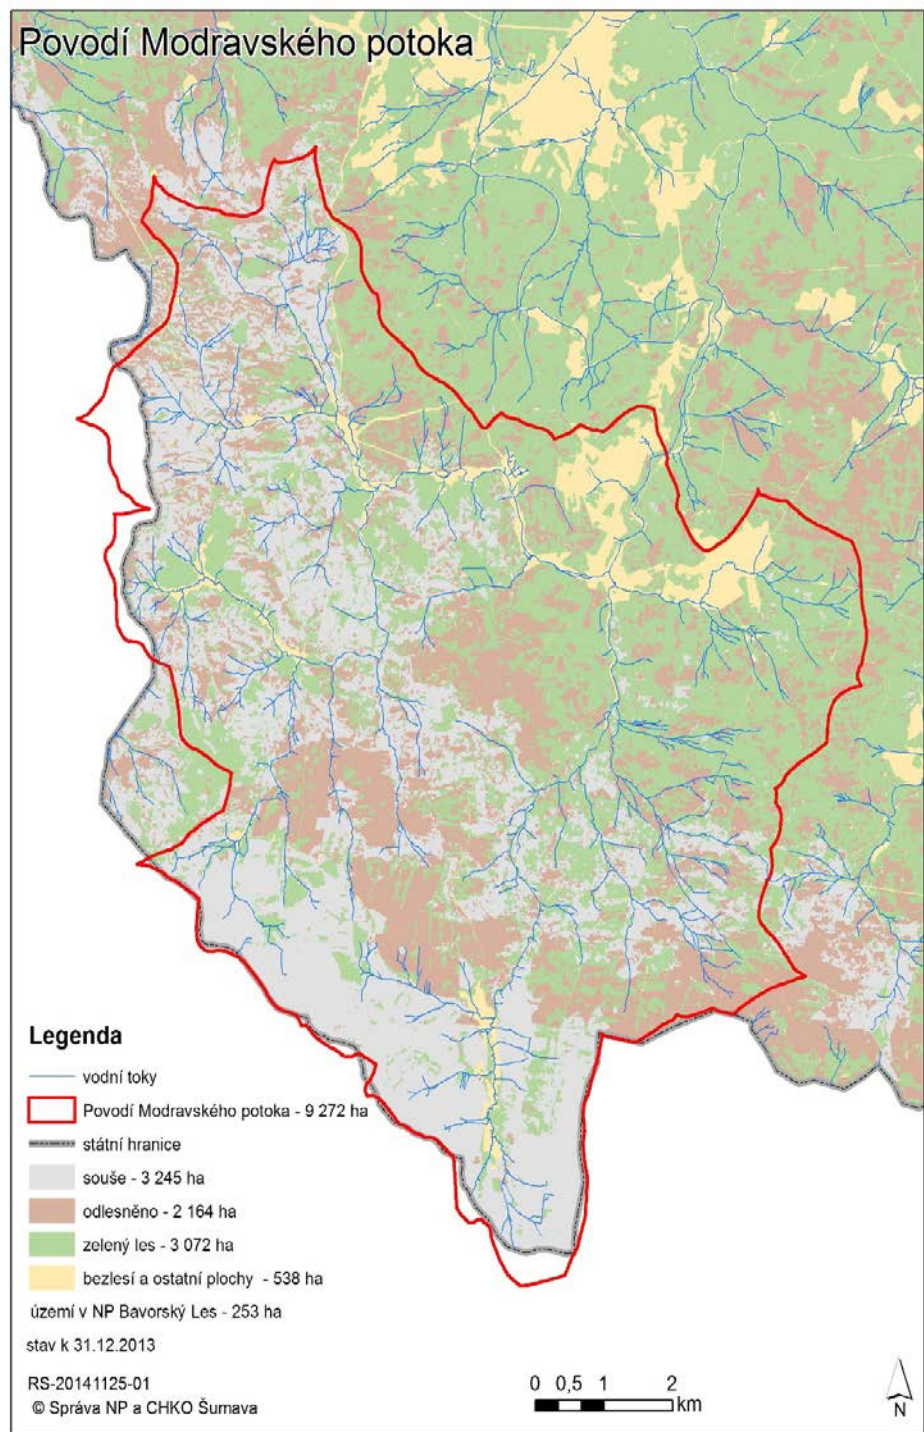 Povodí Modravského potoka
Legenda
vodní toky
Povodí Modravského potoka - 9 272 ha
státní hranice
souše - 3 245 ha
odlesněno - 2 164 ha
zelený les - 3 072 ha
bezlesí a ostatní plochy - 538 ha
území v NP Bavorský Les - 253 ha
stav k 31.12.2013
RS-20141125-01
© Správa NP a CHKO Šumava
0 0,5 1 2
km
N